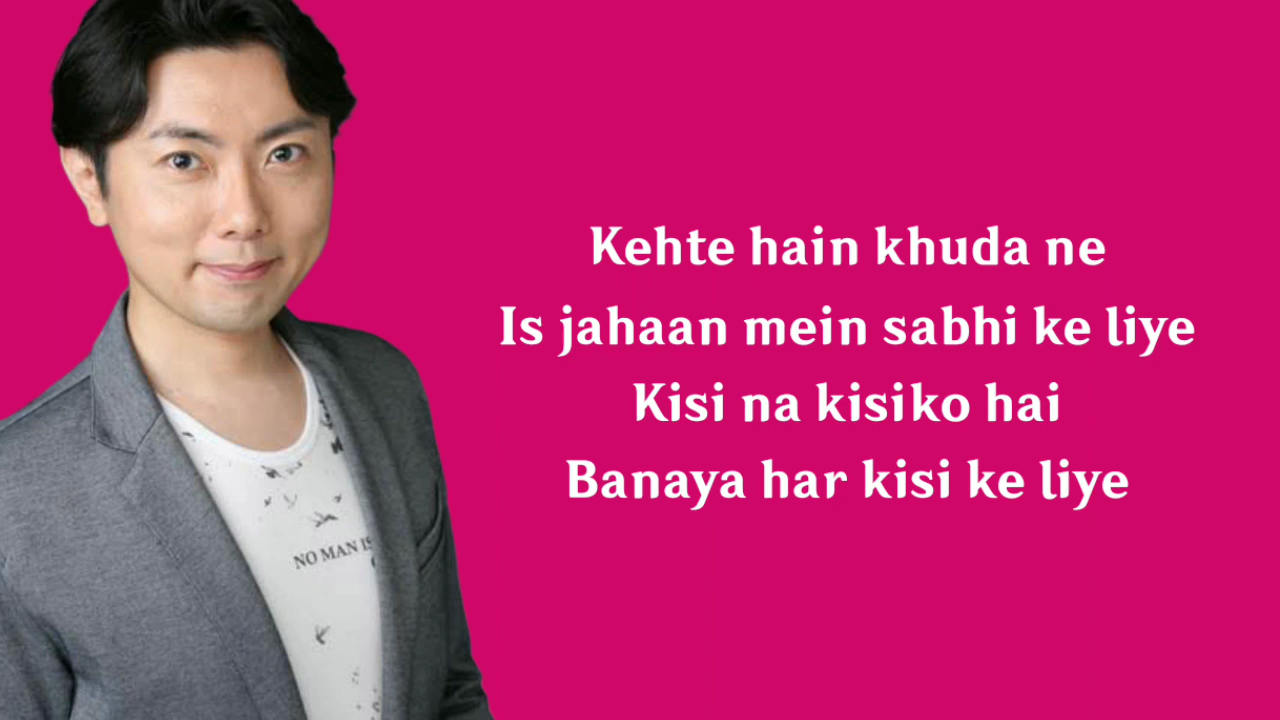 Kehte hain khuda ne
Is jahaan mein sabhi ke liye
Kisi na kisiko hai
Banaya har kisi ke liye
NO MAN IS